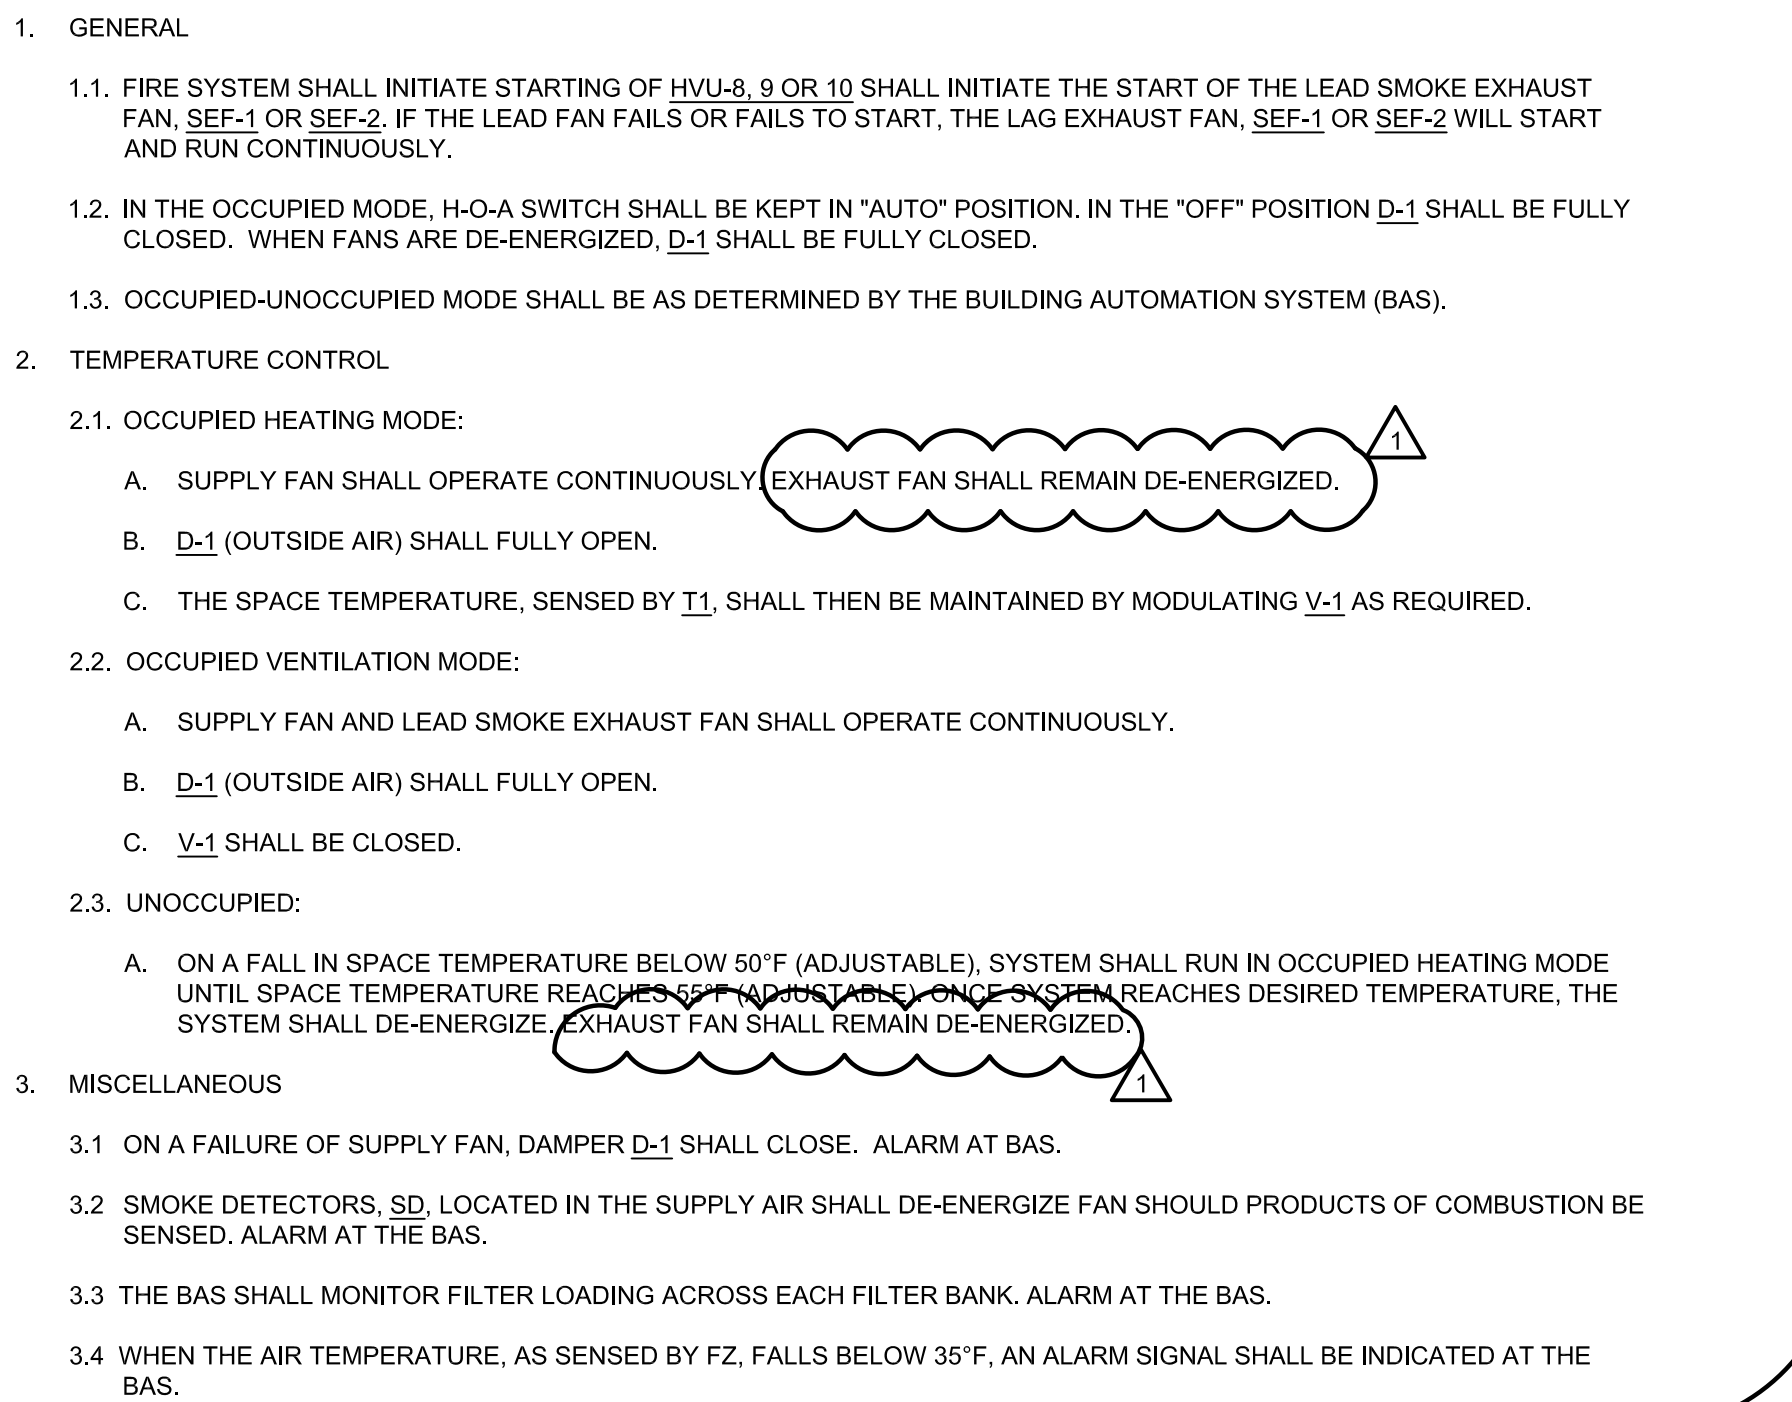 1. GENERAL
1.1. FIRE SYSTEM SHALL INITIATE STARTING OF HVU-8, 9 OR 10 SHALL INITIATE THE START OF THE LEAD SMOKE EXHAUST
FAN, SEF-1 OR SEF-2. IF THE LEAD FAN FAILS OR FAILS TO START, THE LAG EXHAUST FAN, SEF-1 OR SEF-2 WILL START
AND RUN CONTINUOUSLY.
1.2. IN THE OCCUPIED MODE, H-O-A SWITCH SHALL BE KEPT IN "AUTO" POSITION. IN THE "OFF" POSITION D-1 SHALL BE FULLY
CLOSED. WHEN FANS ARE DE-ENERGIZED, D-1 SHALL BE FULLY CLOSED.
1.3. OCCUPIED-UNOCCUPIED MODE SHALL BE AS DETERMINED BY THE BUILDING AUTOMATION SYSTEM (BAS).
2. TEMPERATURE CONTROL
2.1. OCCUPIED HEATING MODE:
1
A. SUPPLY FAN SHALL OPERATE CONTINUOUSLY. EXHAUST FAN SHALL REMAIN DE-ENERGIZED.
B. D-1 (OUTSIDE AIR) SHALL FULLY OPEN.
C. THE SPACE TEMPERATURE, SENSED BY T1, SHALL THEN BE MAINTAINED BY MODULATING V-1 AS REQUIRED.
2.2. OCCUPIED VENTILATION MODE:
A. SUPPLY FAN AND LEAD SMOKE EXHAUST FAN SHALL OPERATE CONTINUOUSLY.
B. D-1 (OUTSIDE AIR) SHALL FULLY OPEN.
C. V-1 SHALL BE CLOSED.
2.3. UNOCCUPIED:
A. ON A FALL IN SPACE TEMPERATURE BELOW 50°F (ADJUSTABLE), SYSTEM SHALL RUN IN OCCUPIED HEATING MODE
UNTIL SPACE TEMPERATURE REACHES 55°F (ADJUSTABLE). ONCE SYSTEM REACHES DESIRED TEMPERATURE, THE
SYSTEM SHALL DE-ENERGIZE. EXHAUST FAN SHALL REMAIN DE-ENERGIZED.
3. MISCELLANEOUS
1
3.1 ON A FAILURE OF SUPPLY FAN, DAMPER D-1 SHALL CLOSE. ALARM AT BAS.
3.2 SMOKE DETECTORS, SD, LOCATED IN THE SUPPLY AIR SHALL DE-ENERGIZE FAN SHOULD PRODUCTS OF COMBUSTION BE
SENSED. ALARM AT THE BAS.
3.3 THE BAS SHALL MONITOR FILTER LOADING ACROSS EACH FILTER BANK. ALARM AT THE BAS.
3.4 WHEN THE AIR TEMPERATURE, AS SENSED BY FZ, FALLS BELOW 35°F, AN ALARM SIGNAL SHALL BE INDICATED AT THE
BAS.